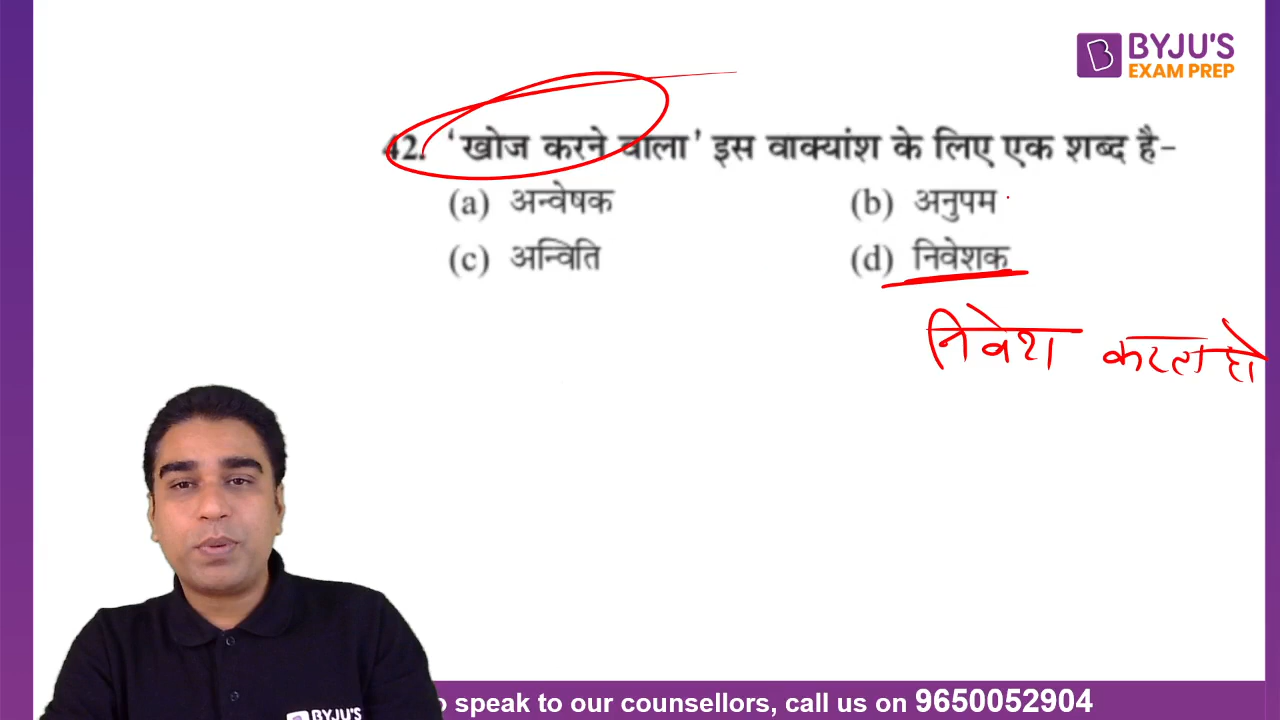 BYJU'S
EXAM PREP
42. 'खोज करने वाला' इस वाक्यांश के लिए एक शब्द है-
(a) अन्वेषक (b) अनुपम
(c) अन्विति (d) निवेशक
निवेश करता हो
o speak to our counsellors, call us on 9650052904
BYJU'S